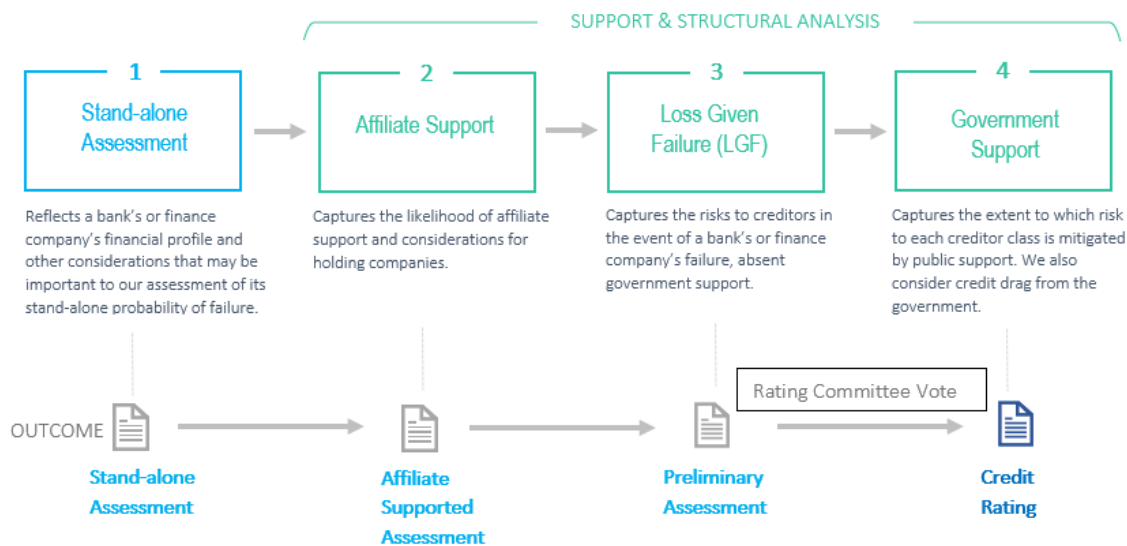 SUPPORT & STRUCTURAL ANALYSIS
1
Stand-alone
Assessment
2
Affiliate Support
3
Loss Given
Failure (LGF)
4
Government
Support
Reflects a bank's or finance
company's financial profile and
other considerations that may be
important to our assessment of its
stand-alone probability of failure.
Captures the likelihood of affiliate
support and considerations for
holding companies.
Captures the risks to creditors in
the event of a bank's or finance
company's failure, absent
government support.
Captures the extent to which risk
to each creditor class is mitigated
by public support. We also
consider credit drag from the
government.
Rating Committee Vote
OUTCOME
Stand-alone
Assessment
Affiliate
Supported
Assessment
Preliminary
Assessment
Credit
Rating